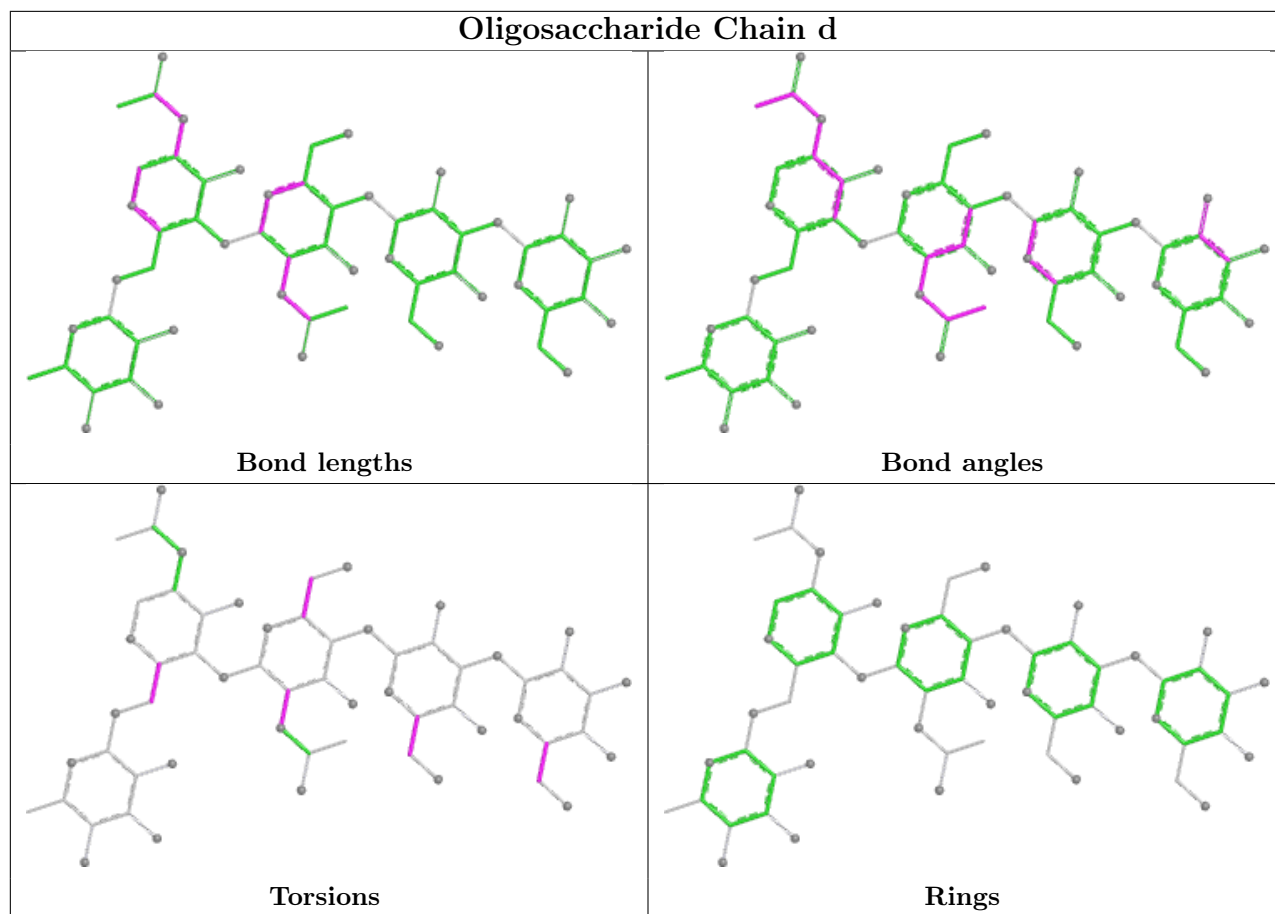 Oligosaccharide Chain d
Bond lengths
Bond angles
Torsions
Rings